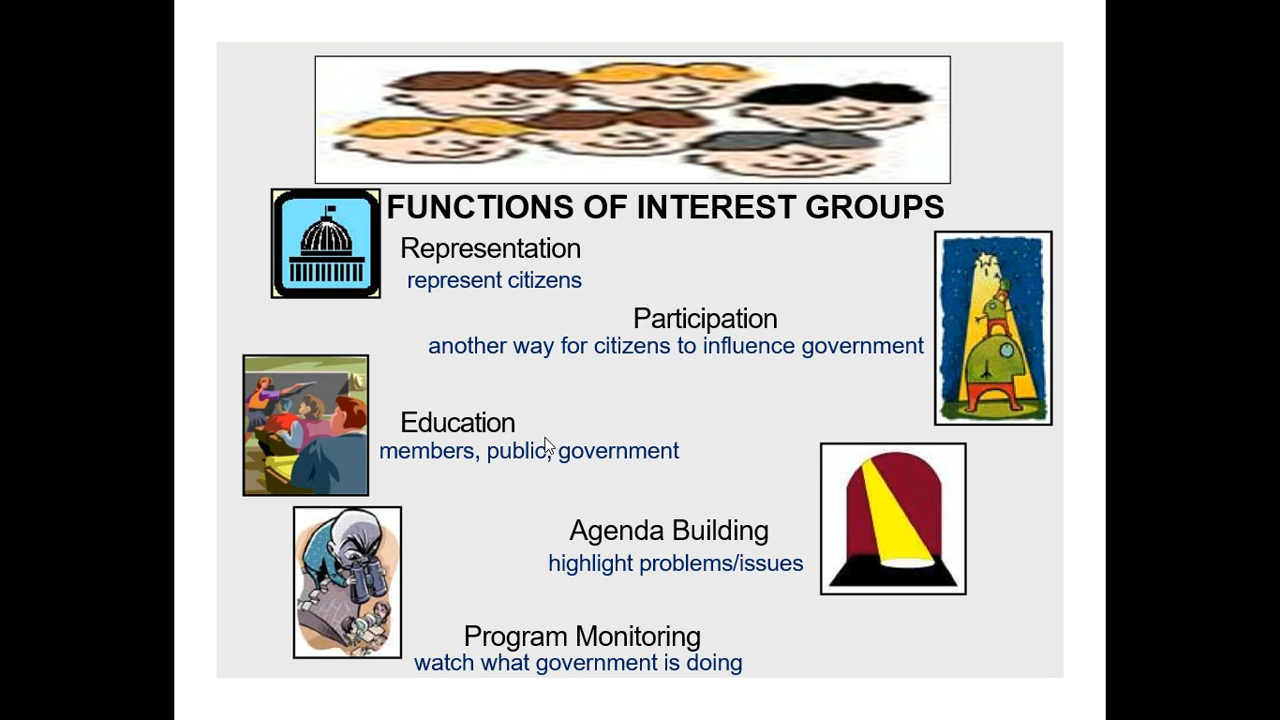 FUNCTIONS OF INTEREST GROUPS
Representation
represent citizens
Participation
another way for citizens to influence government
Education
members, public, government
Agenda Building
highlight problems/issues
Program Monitoring
watch what government is doing